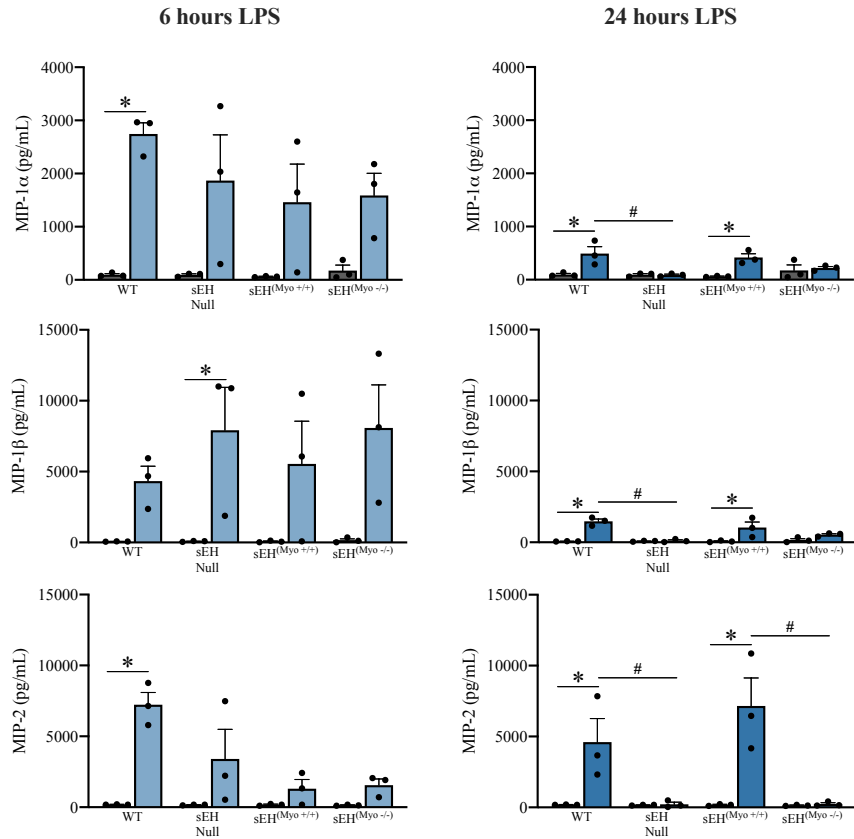 6 hours LPS
24 hours LPS
MIP-1α (pg/mL)
4000
3000
2000
1000
0
*
WT
sEH
Null
sEH(Myo +/+)
sEH(Myo -/-)
MIP-1α (pg/mL)
4000
3000
2000
1000
0
*
#
*
WT
sEH
Null
sEH(Myo +/+)
sEH(Myo -/-)
MIP-1β (pg/mL)
15000
10000
5000
0
*
WT
sEH
Null
sEH(Myo +/+)
sEH(Myo -/-)
MIP-1β (pg/mL)
15000
10000
5000
0
*
#
*
WT
sEH
Null
sEH(Myo +/+)
sEH(Myo -/-)
MIP-2 (pg/mL)
15000
10000
5000
0
*
WT
sEH
Null
sEH(Myo +/+)
sEH(Myo -/-)
MIP-2 (pg/mL)
15000
10000
5000
0
*
#
*
#
WT
sEH
Null
sEH(Myo +/+)
sEH(Myo -/-)